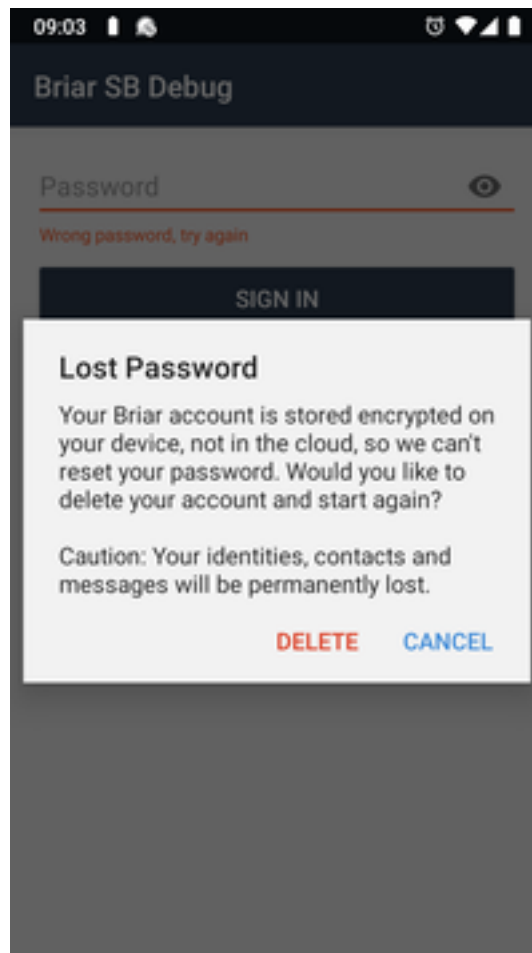 09:03
Briar SB Debug
Password
Wrong password, try again
SIGN IN
Lost Password
Your Briar account is stored encrypted on
your device, not in the cloud, so we can't
reset your password. Would you like to
delete your account and start again?
Caution: Your identities, contacts and
messages will be permanently lost.
DELETE CANCEL